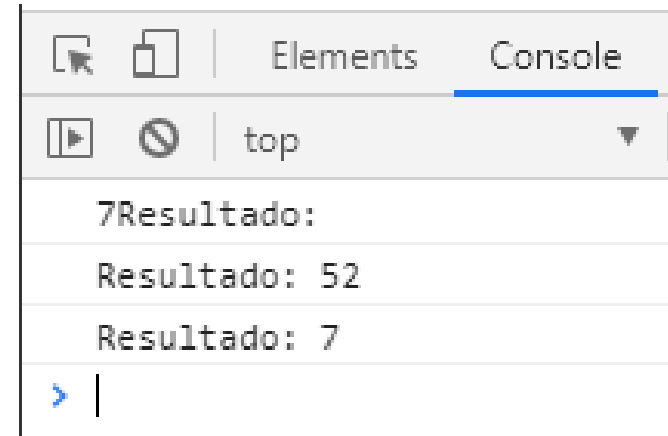 Elements Console
top
7Resultado:
Resultado: 52
Resultado: 7
>